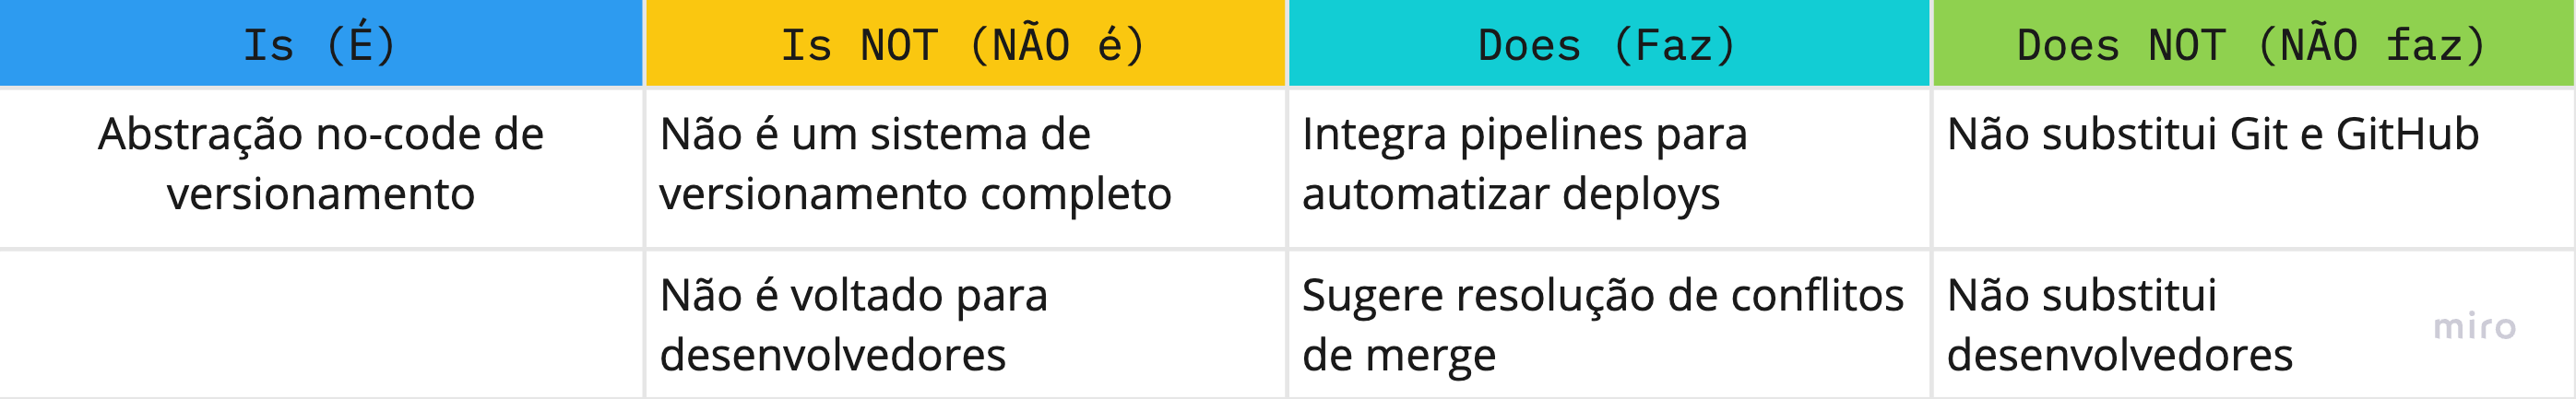 Is (É)
Is NOT (NÃO é)
Does (Faz)
Does NOT (NÃO faz)
Abstração no-code de
versionamento
Não é um sistema de
versionamento completo
Integra pipelines para
automatizar deploys
Não substitui Git e GitHub
Não é voltado para
desenvolvedores
Sugere resolução de conflitos
de merge
Não substitui
desenvolvedores
miro